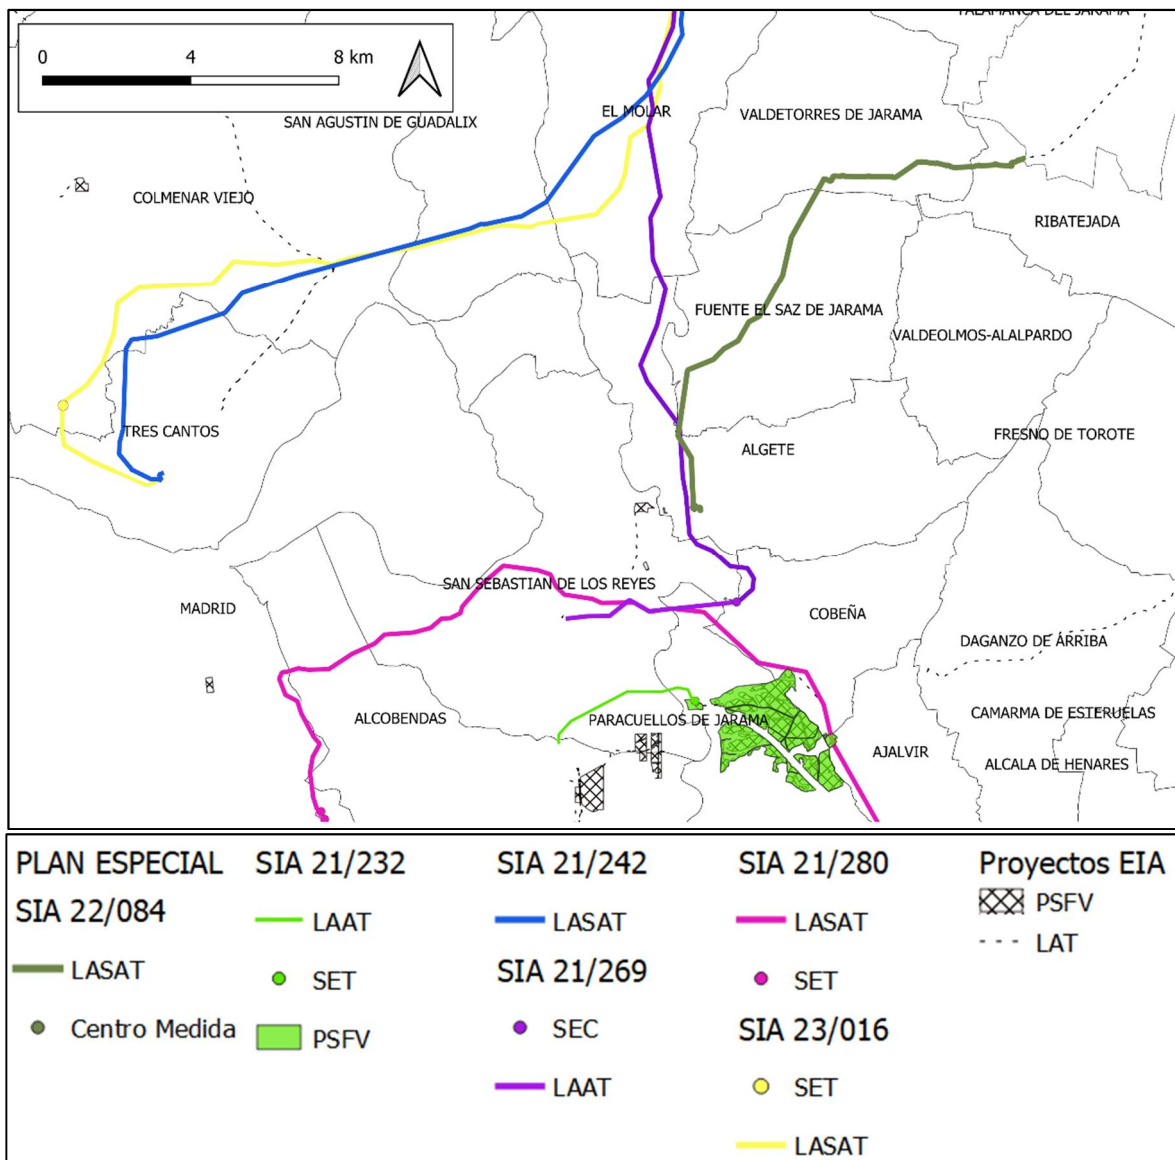 TALAMANCA DEL JARAMA
0 4 8 km
EL MOLAR
VALDETORRES DE JARAMA
SAN AGUSTIN DE GUADALIX
COLMENAR VIEJO
RIBATEJADA
FUENTE EL SAZ DE JARAMA
VALDEOLMOS-ALALPARDO
TRES CANTOS
FRESNO DE TOROTE
ALGETE
SAN SEBASTIAN DE LOS REYES
MADRID
COBEÑA
DAGANZO DE ARRIBA
ALCOBENDAS
PARACUELLOS DE JARAMA
CAMARMA DE ESTERUELAS
AJALVIR
ALCALA DE HENARES
PLAN ESPECIAL
SIA 22/084
LASAT
Centro Medida
SIA 21/232
LAAT
SET
PSFV
SIA 21/242
LASAT
SIA 21/269
SEC
LAAT
SIA 21/280
LASAT
SET
SIA 23/016
SET
LASAT
Proyectos EIA
PSFV
LAT